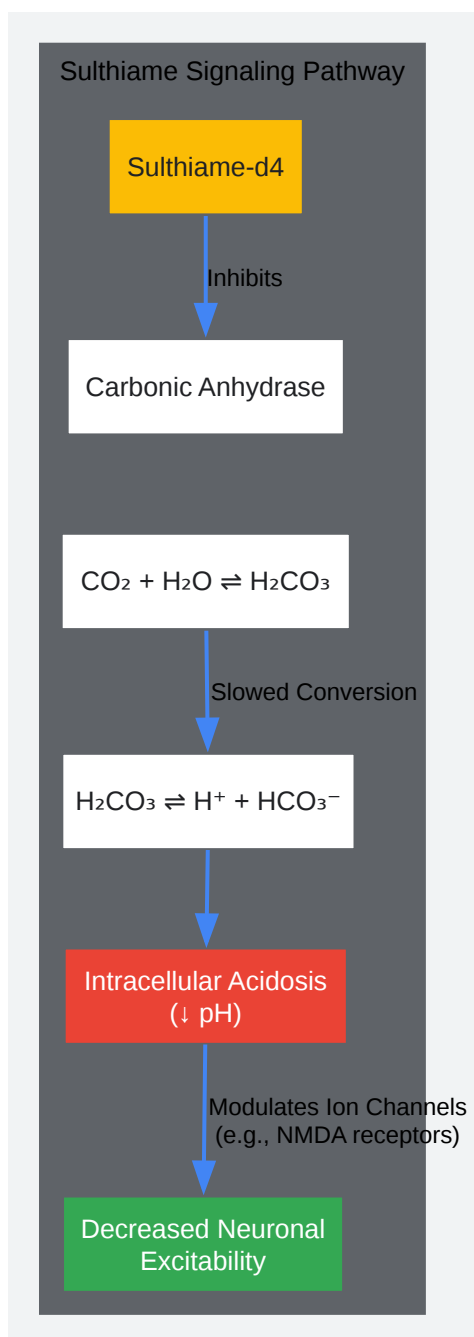 Sulthiame Signaling Pathway
Sulthiame-d4
Inhibits
Carbonic Anhydrase
CO₂ + H₂O ⇌ H₂CO₃
Slowed Conversion
H₂CO₃ ⇌ H⁺ + HCO₃⁻
Intracellular Acidosis
(↓ pH)
Modulates Ion Channels
(e.g., NMDA receptors)
Decreased Neuronal
Excitability